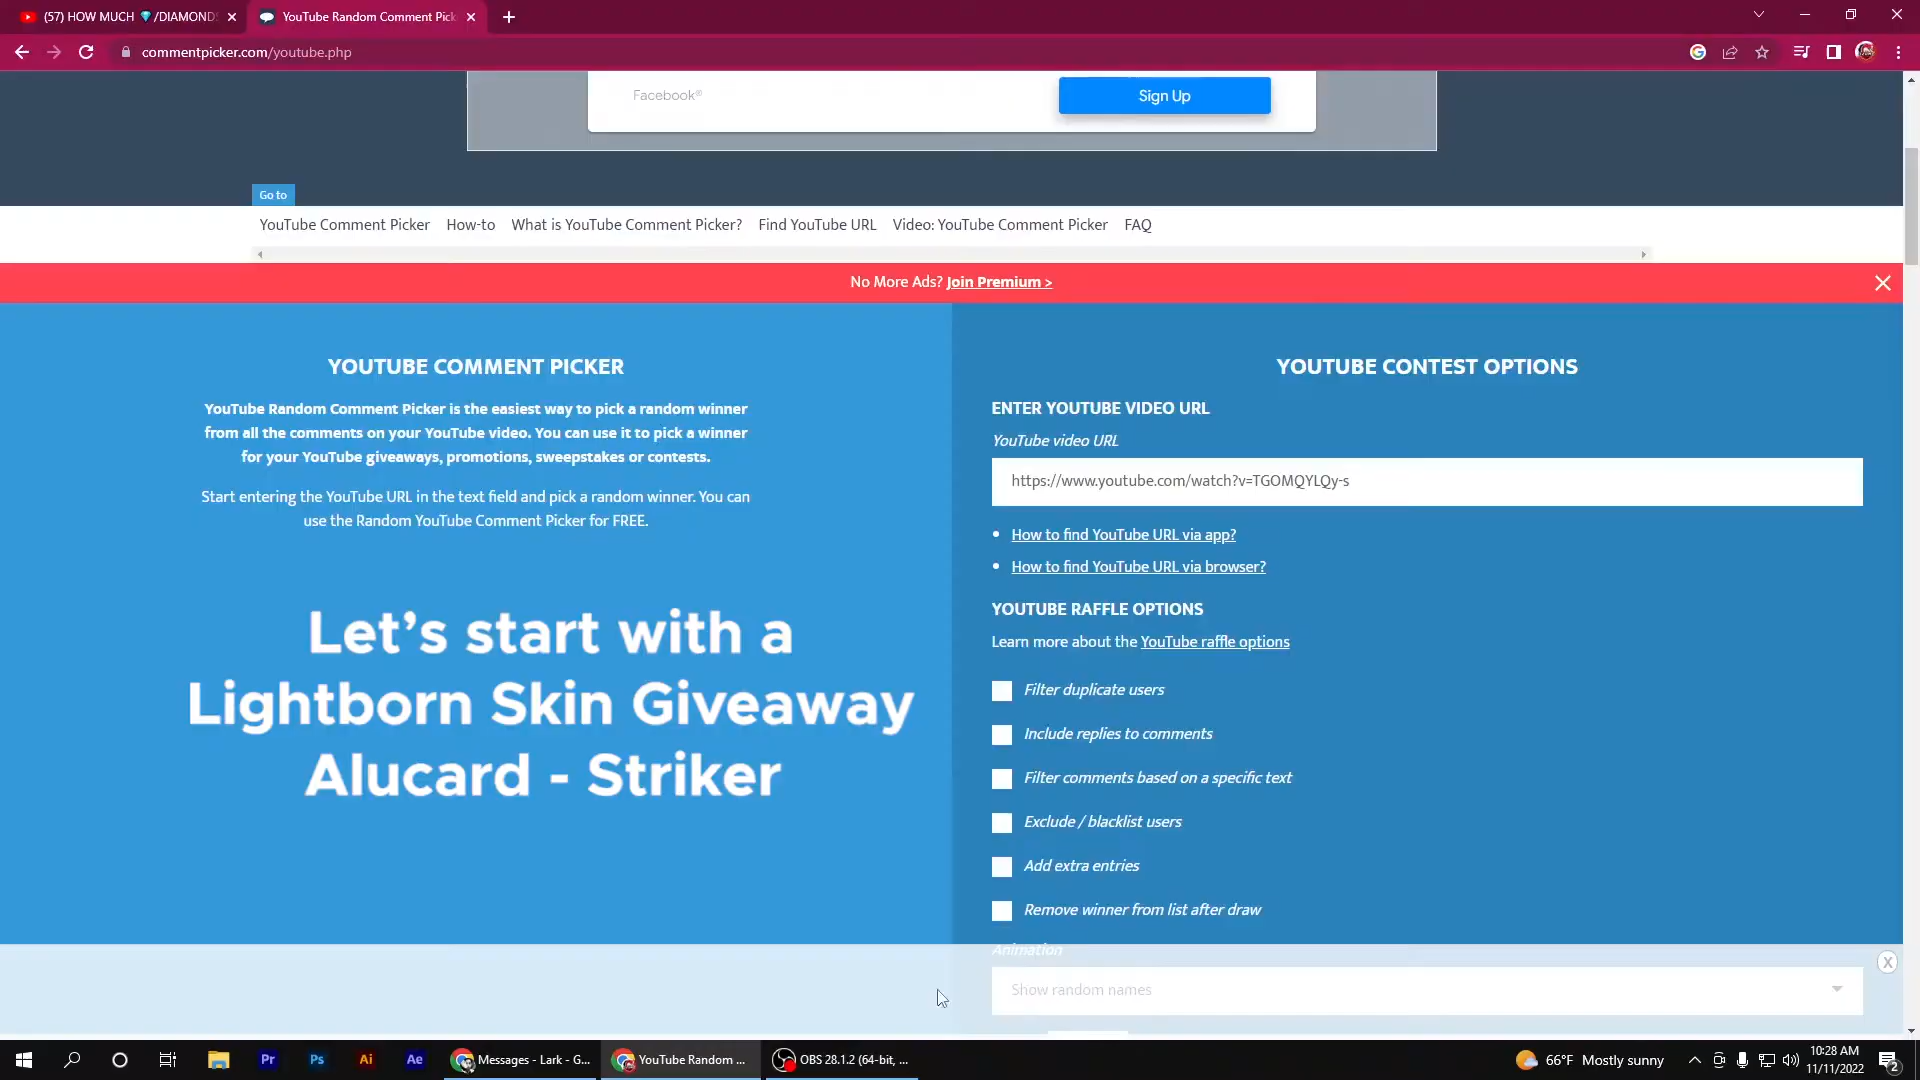 (57) HOW MUCH 💎/DIAMONDS
YouTube Random Comment Pick
commentpicker.com/youtube.php
Facebook®
Sign Up
Go to
YouTube Comment Picker How-to What is YouTube Comment Picker? Find YouTube URL Video: YouTube Comment Picker FAQ
No More Ads? Join Premium >
YOUTUBE COMMENT PICKER
YouTube Random Comment Picker is the easiest way to pick a random winner
from all the comments on your YouTube video. You can use it to pick a winner
for your YouTube giveaways, promotions, sweepstakes or contests.
Start entering the YouTube URL in the text field and pick a random winner. You can
use the Random YouTube Comment Picker for FREE.
Let’s start with a
Lightborn Skin Giveaway
Alucard - Striker
YOUTUBE CONTEST OPTIONS
ENTER YOUTUBE VIDEO URL
YouTube video URL
https://www.youtube.com/watch?v=TGOMQYLQy-s
How to find YouTube URL via app?
How to find YouTube URL via browser?
YOUTUBE RAFFLE OPTIONS
Learn more about the YouTube raffle options
Filter duplicate users
Include replies to comments
Filter comments based on a specific text
Exclude / blacklist users
Add extra entries
Remove winner from list after draw
Animation
Show random names
X
Pr
Ps
Ai
Ae
Messages - Lark - G...
YouTube Random ...
OBS 28.1.2 (64-bit, ...
66°F Mostly sunny
10:28 AM
11/11/2022
2